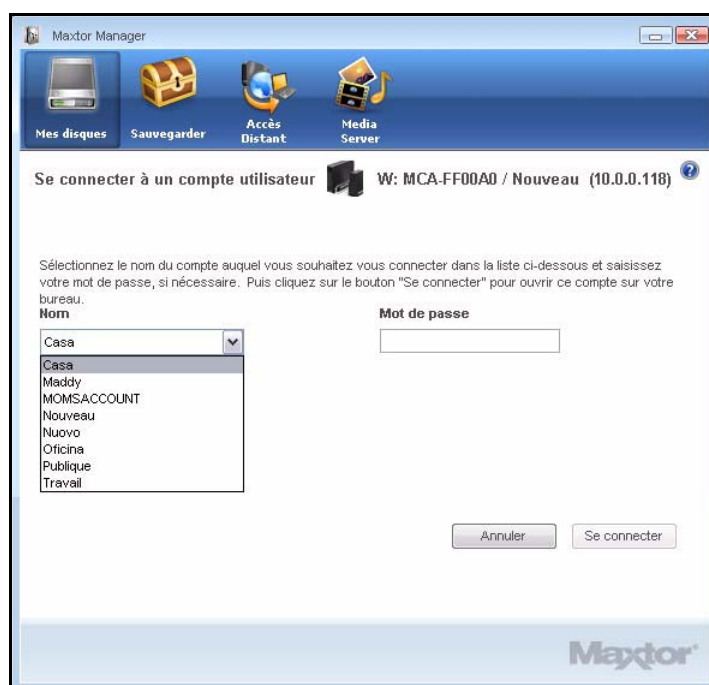 Maxtor Manager
Mes disques
Sauvegarder
Accès
Distant
Media
Server
Se connecter à un compte utilisateur
W: MCA-FF00A0 / Nouveau (10.0.0.118)
Sélectionnez le nom du compte auquel vous souhaitez vous connecter dans la liste ci-dessous et saisissez
votre mot de passe, si nécessaire. Puis cliquez sur le bouton "Se connecter" pour ouvrir ce compte sur votre
bureau.
Nom
Mot de passe
Casa
Casa
Maddy
MOMSACCOUNT
Nouveau
Nuovo
Oficina
Publique
Travail
Annuler
Se connecter
Maxtor